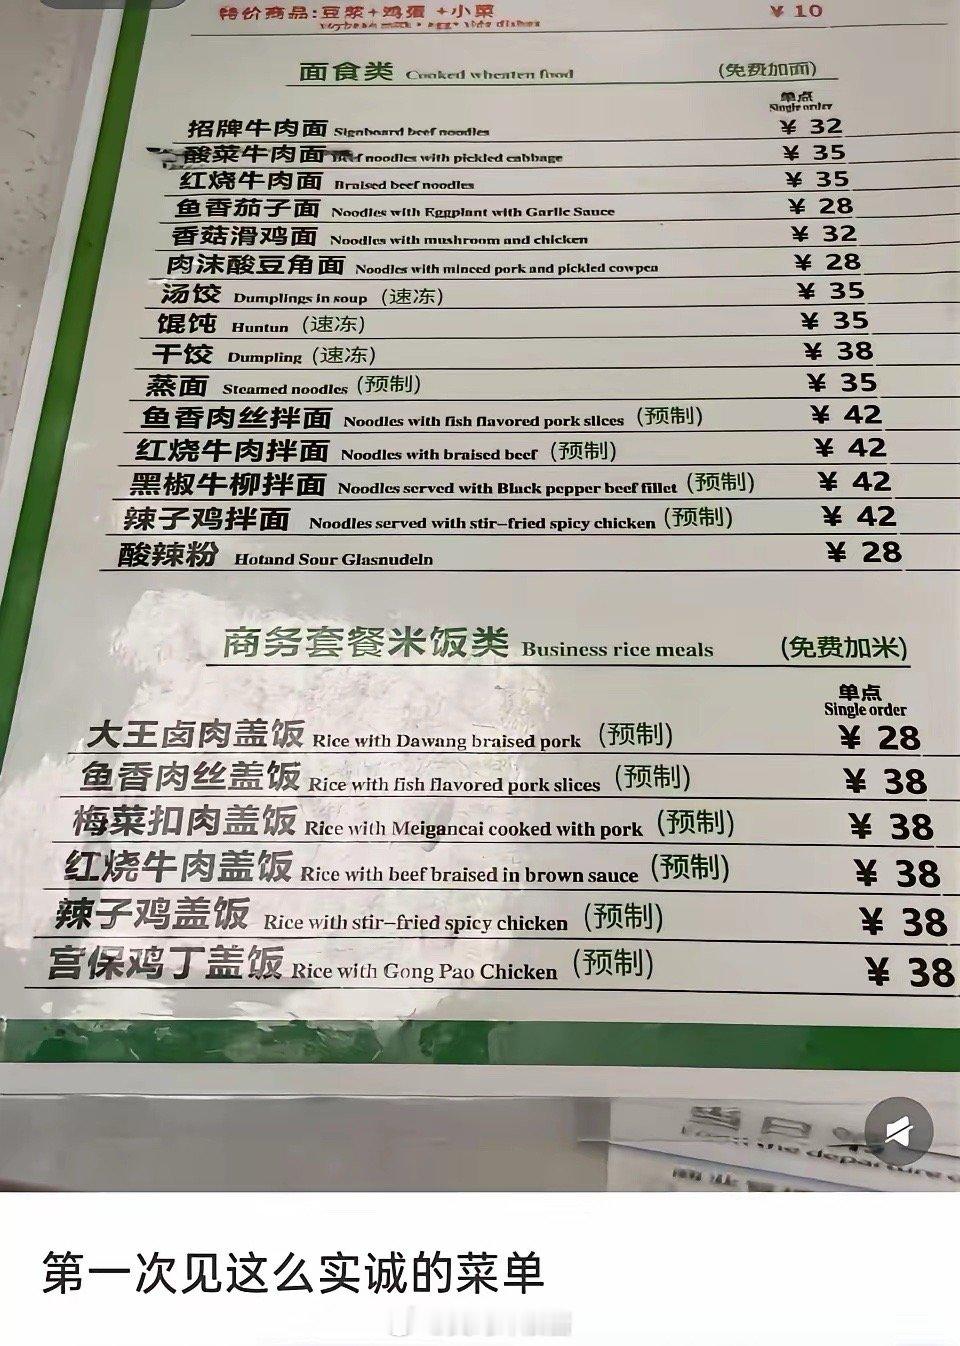 特价商品:豆浆+鸡蛋 +小菜 ¥ 10
面食类 Cooked wheaten food (免费加面)
单点
Single order
招牌牛肉面 Signboard beef noodles ¥ 32
酸菜牛肉面 Beef noodles with pickled cabbage ¥ 35
红烧牛肉面 Braised beef noodles ¥ 35
鱼香茄子面 Noodles with Eggplant with Garlic Sauce ¥ 28
香菇滑鸡面 Noodles with mushroom and chicken ¥ 32
肉沫酸豆角面 Noodles with minced pork and pickled cowpea ¥ 28
汤饺 Dumplings in soup (速冻) ¥ 35
馄饨 Huntun (速冻) ¥ 35
干饺 Dumpling (速冻) ¥ 38
蒸面 Steamed noodles (预制) ¥ 35
鱼香肉丝拌面 Noodles with fish flavored pork slices (预制) ¥ 42
红烧牛肉拌面 Noodles with braised beef (预制) ¥ 42
黑椒牛柳拌面 Noodles served with Black pepper beef fillet (预制) ¥ 42
辣子鸡拌面 Noodles served with stir-fried spicy chicken (预制) ¥ 42
酸辣粉 Hotand Sour Glasnudeln ¥ 28
商务套餐米饭类 Business rice meals (免费加米)
单点
Single order
大王卤肉盖饭 Rice with Dawang braised pork (预制) ¥ 28
鱼香肉丝盖饭 Rice with fish flavored pork slices (预制) ¥ 38
梅菜扣肉盖饭 Rice with Meigancai cooked with pork (预制) ¥ 38
红烧牛肉盖饭 Rice with beef braised in brown sauce (预制) ¥ 38
辣子鸡盖饭 Rice with stir-fried spicy chicken (预制) ¥ 38
宫保鸡丁盖饭 Rice with Gong Pao Chicken (预制) ¥ 38
the departure
第一次见这么实诚的菜单